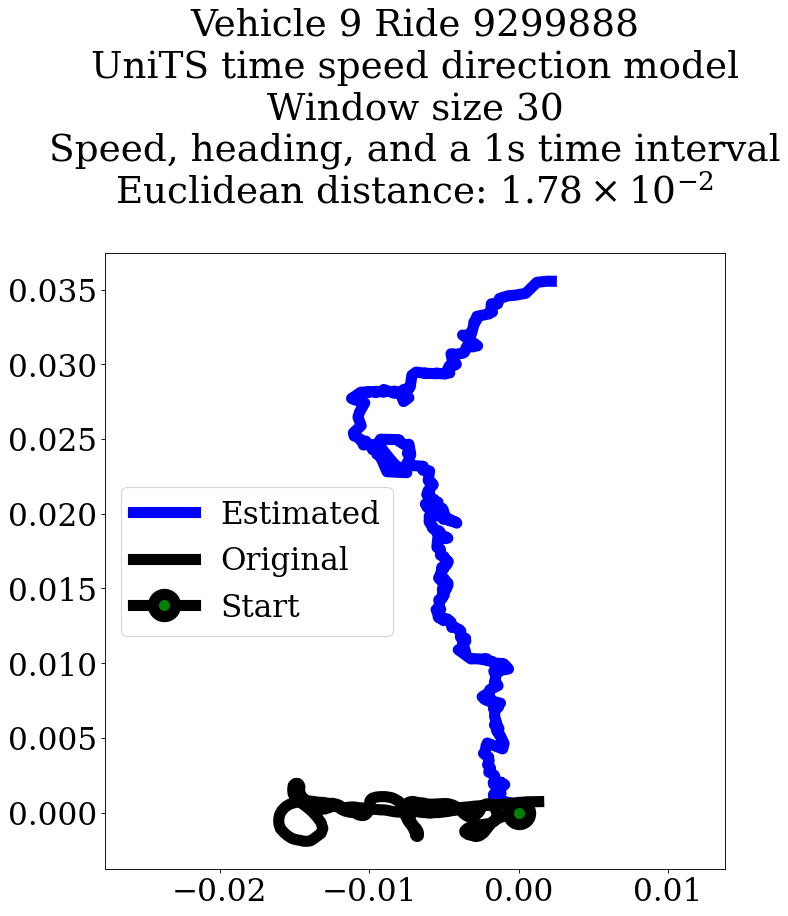 Vehicle 9 Ride 9299888
UniTS time speed direction model
Window size 30
Speed, heading, and a 1s time interval
Euclidean distance: 1.78 × 10⁻²
0.035
0.030
0.025
0.020
0.015
0.010
0.005
0.000
Estimated
Original
Start
−0.02
−0.01
0.00
0.01